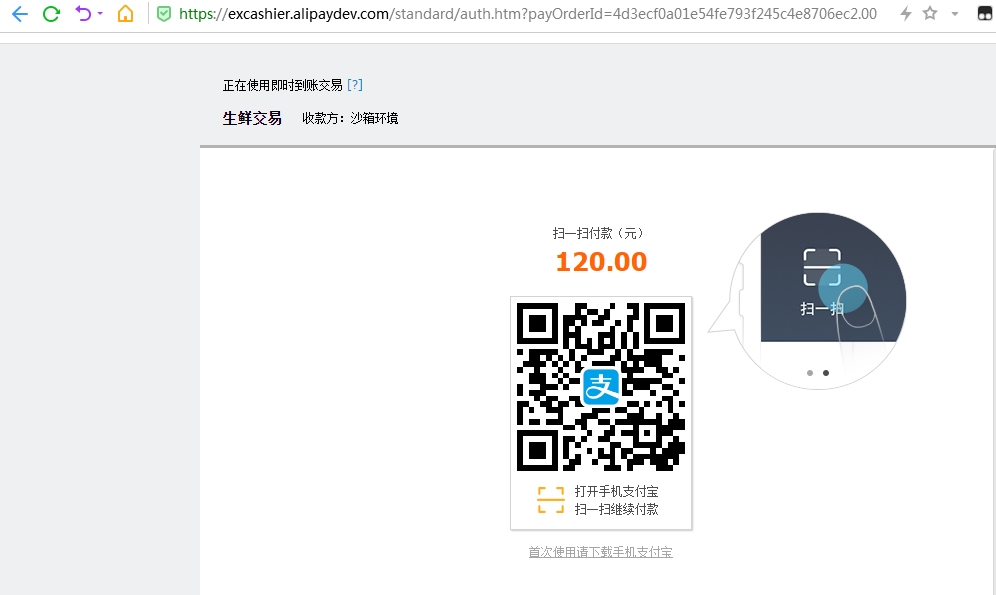 https://excashier.alipaydev.com/standard/auth.htm?payOrderId=4d3ecf0a01e54fe793f245c4e8706ec2.00
正在使用即时到账交易 [?]
生鲜交易 收款方：沙箱环境
扫一扫付款（元）
120.00
支
扫一扫
打开手机支付宝
扫一扫继续付款
首次使用请下载手机支付宝